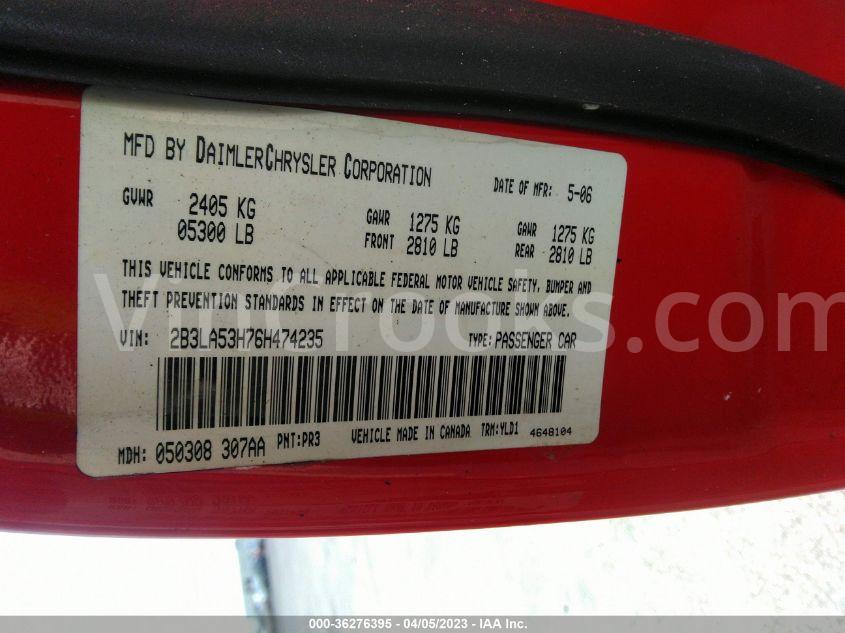 MFD BY DAIMLERCHRYSLER CORPORATION DATE OF MFR: 5-06
GVWR 2405 KG GAWR 1275 KG GAWR 1275 KG
05300 LB FRONT 2810 LB REAR 2810 LB
THIS VEHICLE CONFORMS TO ALL APPLICABLE FEDERAL MOTOR VEHICLE SAFETY, BUMPER AND
THEFT PREVENTION STANDARDS IN EFFECT ON THE DATE OF MANUFACTURE SHOWN ABOVE.
VIN: 2B3LA53H76H474235 TYPE: PASSENGER CAR
MDH: 050308 307AA PNT: PR3 VEHICLE MADE IN CANADA TRM: YLD1 4648104
VinTrocks.com
000-36276395 - 04/05/2023 - IAA Inc.